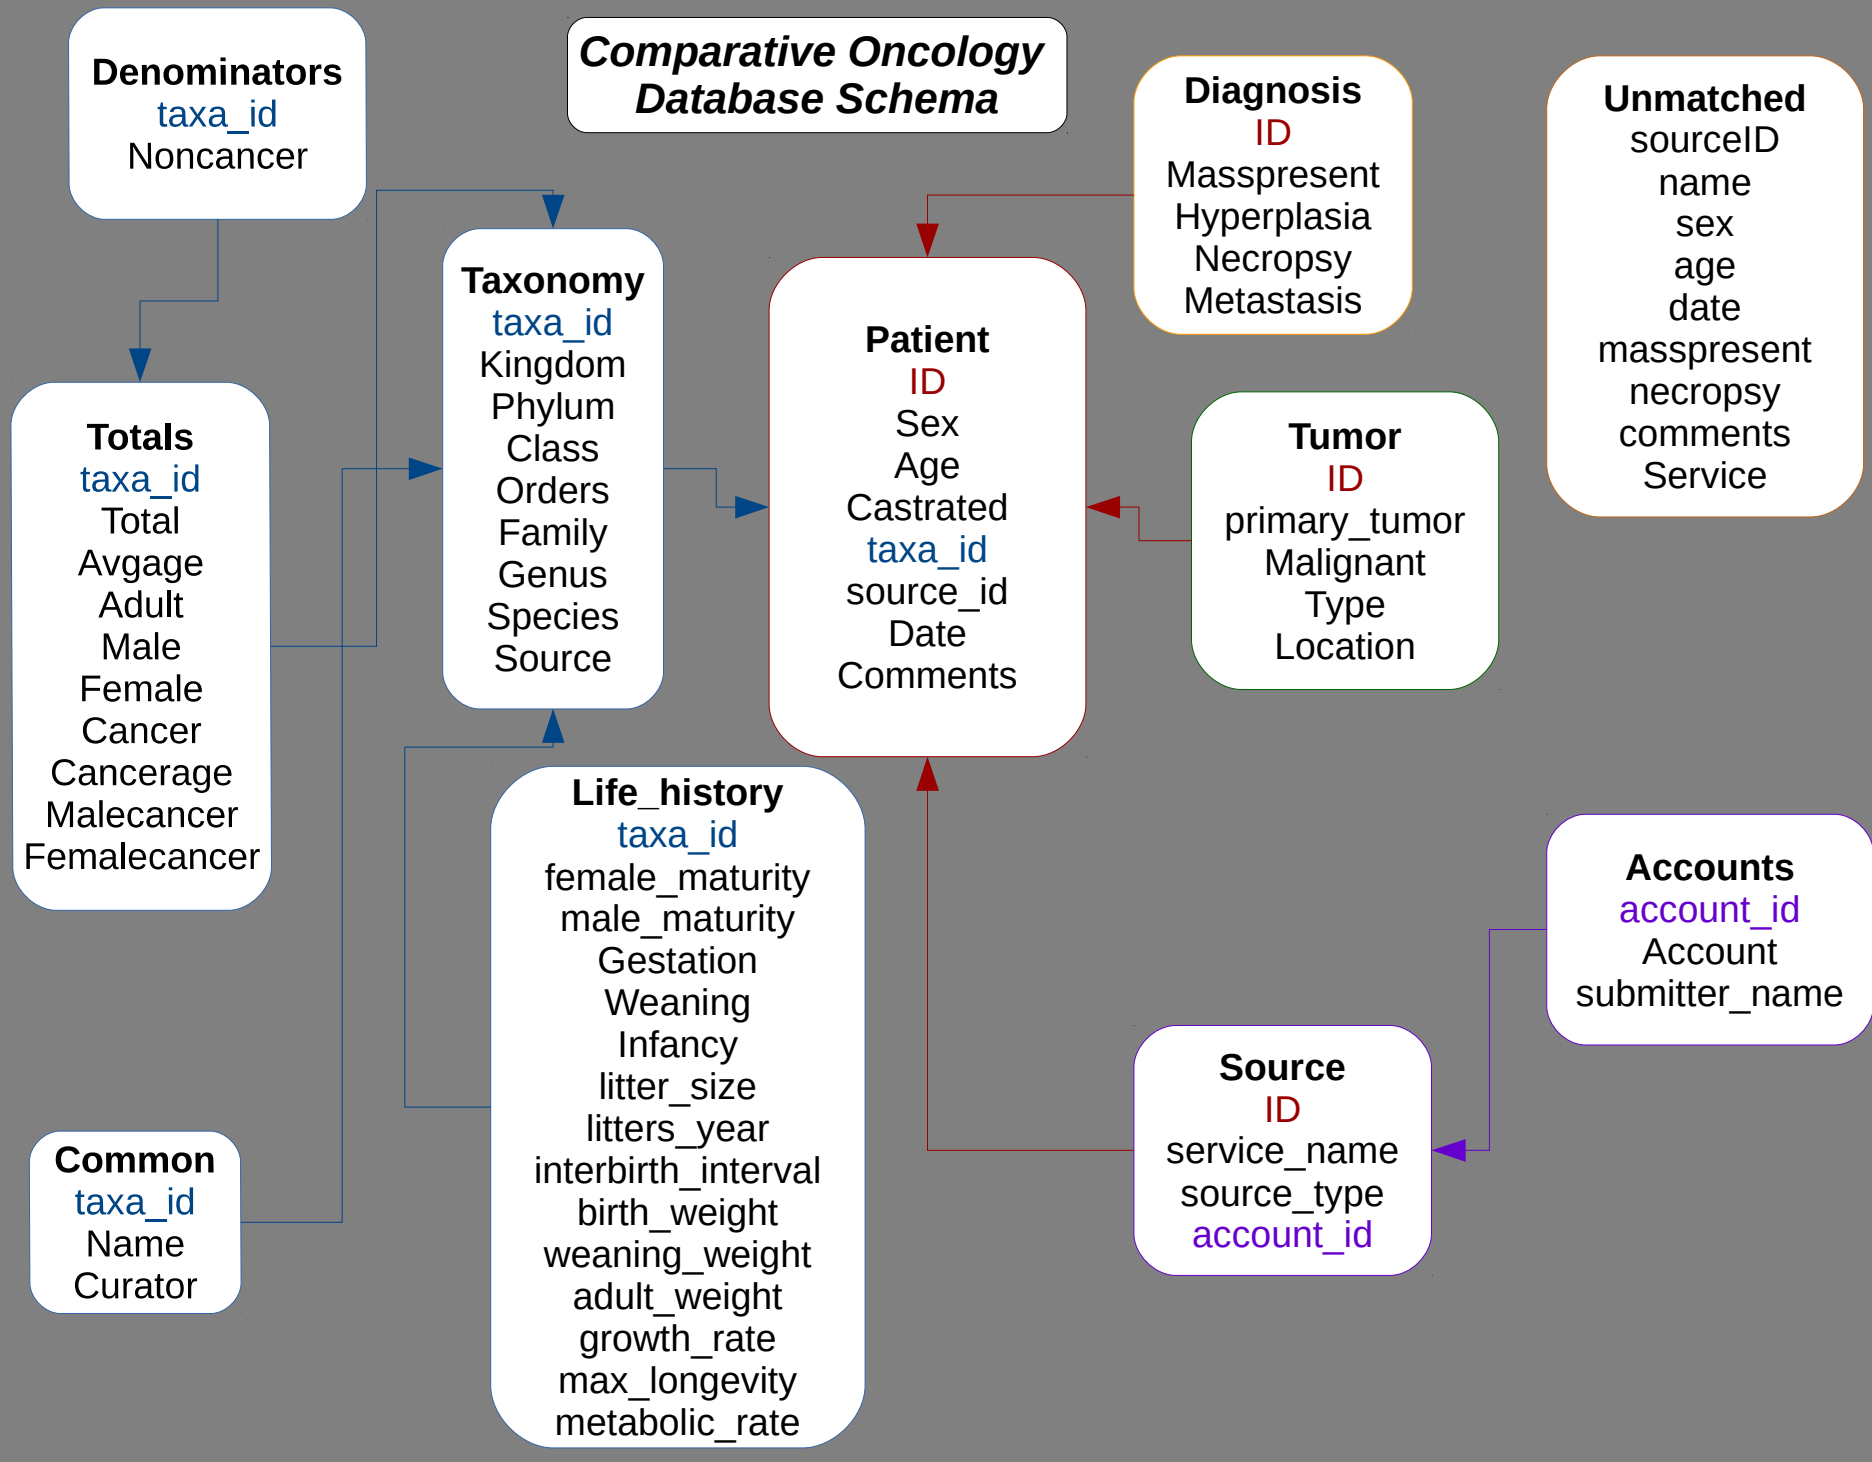 Comparative Oncology
Database Schema
Denominators
taxa_id
Noncancer
Totals
taxa_id
Total
Avgage
Adult
Male
Female
Cancer
Cancerage
Malecancer
Femalecancer
Common
taxa_id
Name
Curator
Taxonomy
taxa_id
Kingdom
Phylum
Class
Orders
Family
Genus
Species
Source
Life_history
taxa_id
female_maturity
male_maturity
Gestation
Weaning
Infancy
litter_size
litters_year
interbirth_interval
birth_weight
weaning_weight
adult_weight
growth_rate
max_longevity
metabolic_rate
Patient
ID
Sex
Age
Castrated
taxa_id
source_id
Date
Comments
Diagnosis
ID
Masspresent
Hyperplasia
Necropsy
Metastasis
Tumor
ID
primary_tumor
Malignant
Type
Location
Source
ID
service_name
source_type
account_id
Unmatched
sourceID
name
sex
age
date
masspresent
necropsy
comments
Service
Accounts
account_id
Account
submitter_name